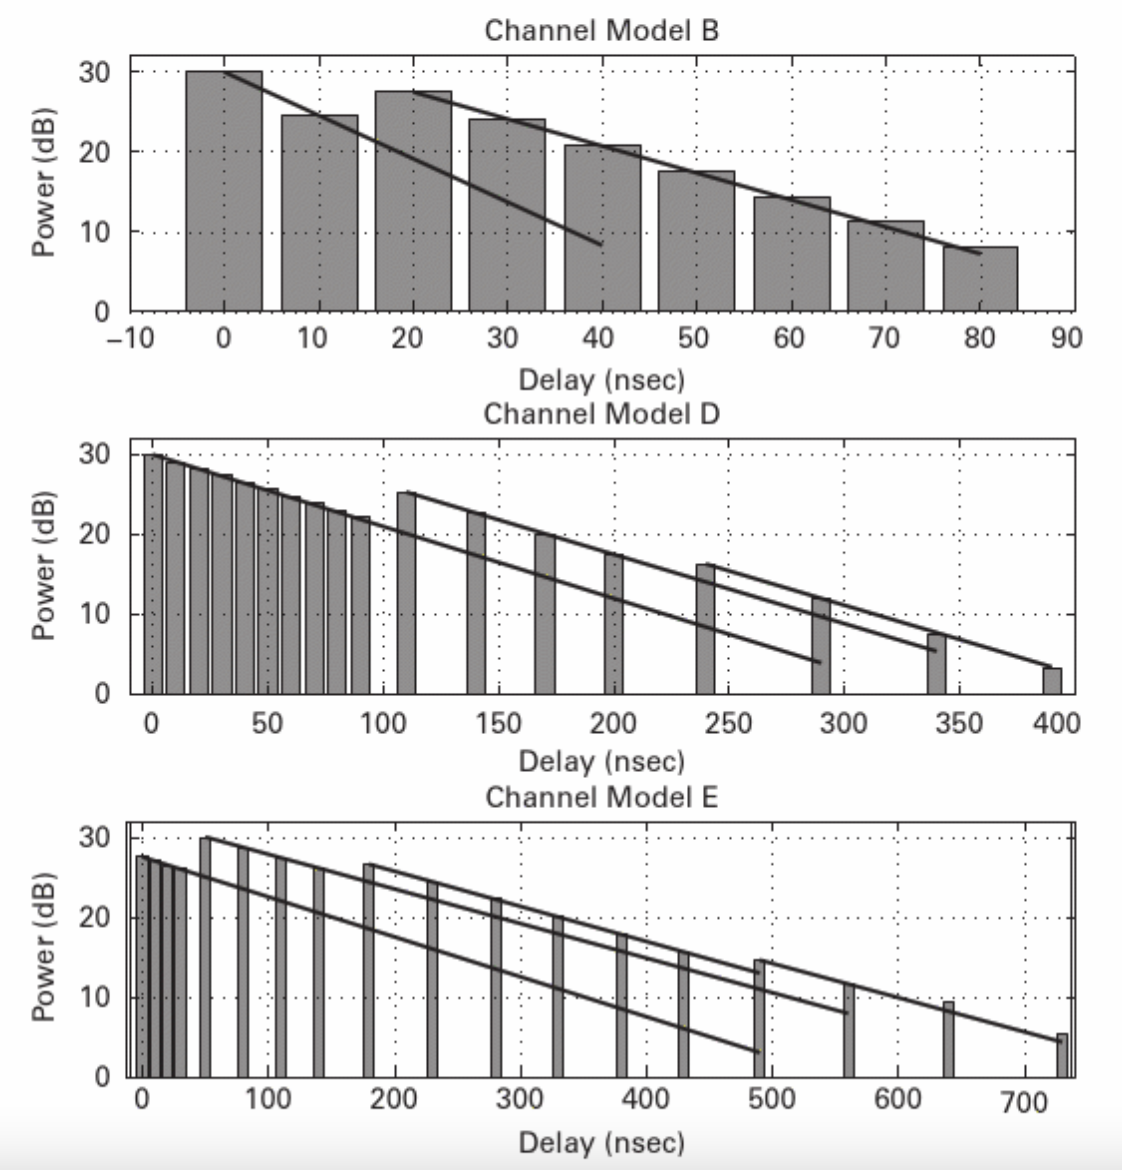 Channel Model B
Power (dB)
30
20
10
0
−10 0 10 20 30 40 50 60 70 80 90
Delay (nsec)
Channel Model D
Power (dB)
30
20
10
0
0 50 100 150 200 250 300 350 400
Delay (nsec)
Channel Model E
Power (dB)
30
20
10
0
0 100 200 300 400 500 600 700
Delay (nsec)